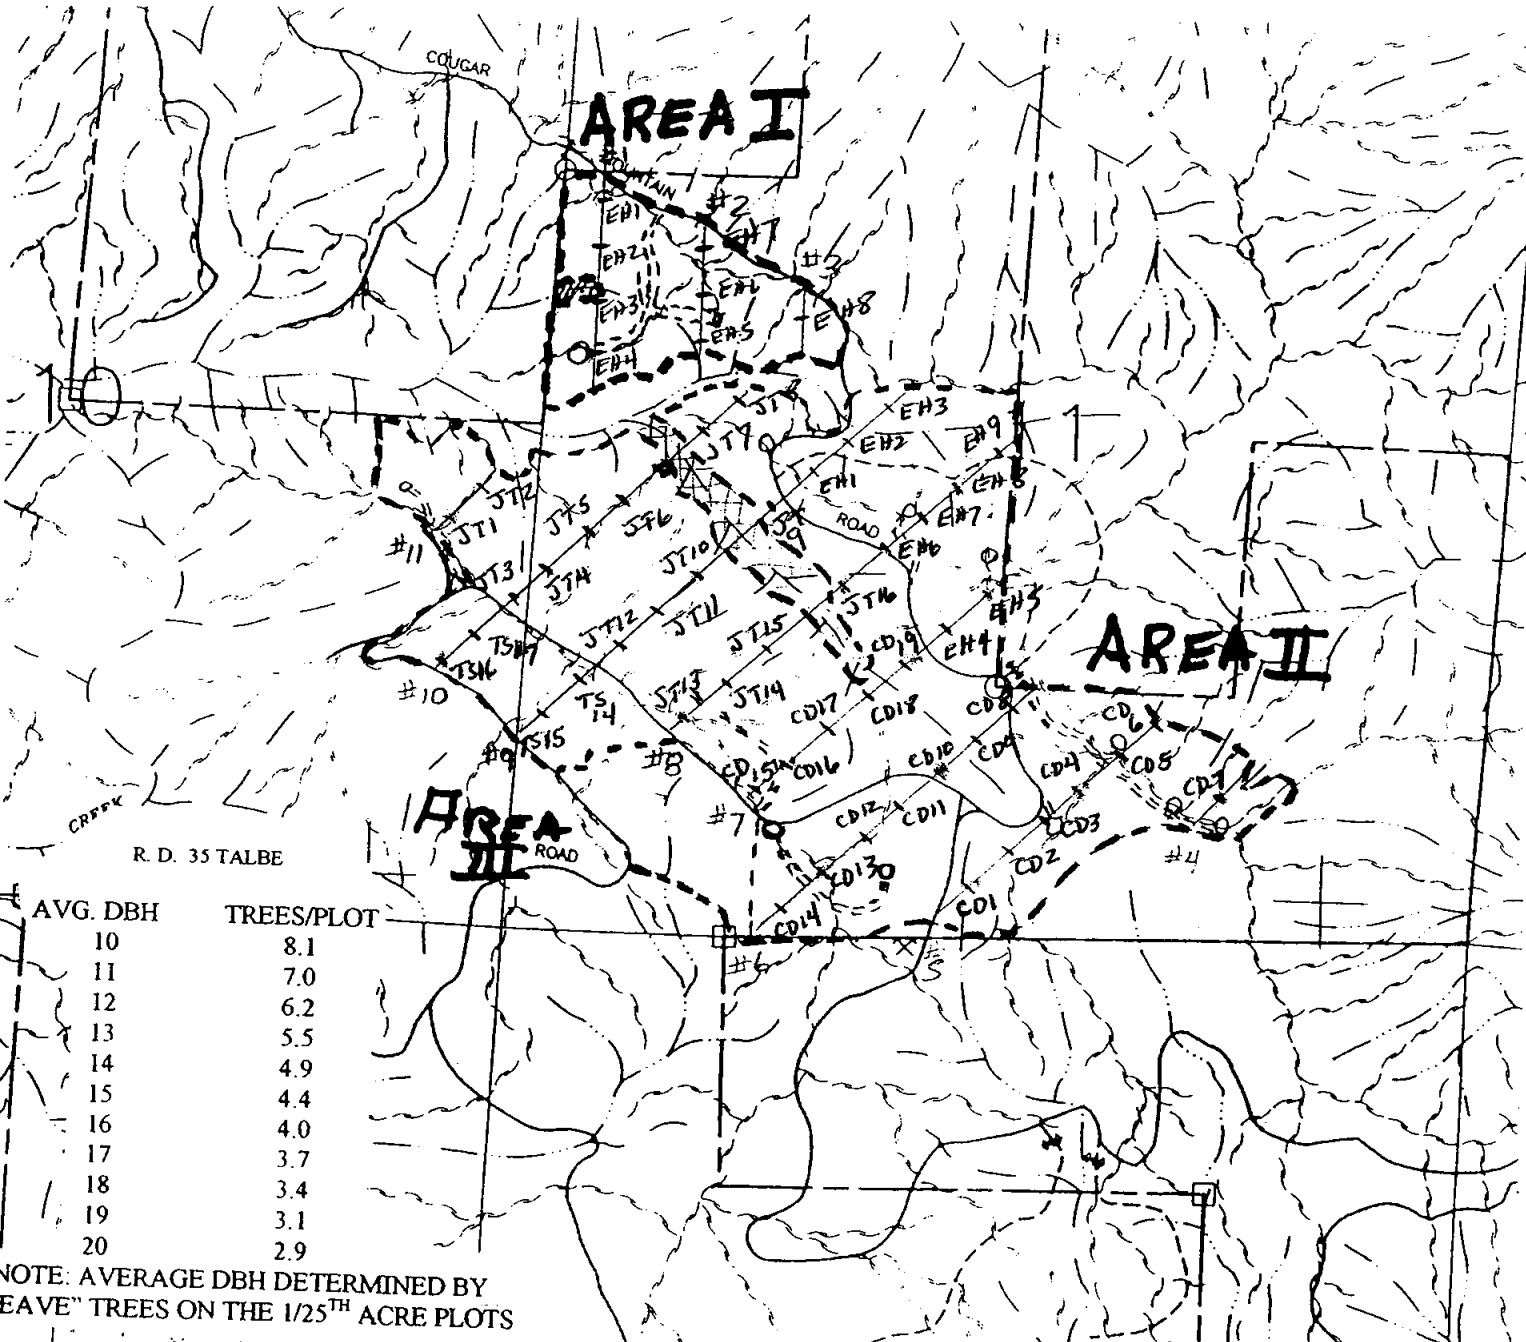 COUGAR
AREA I
MOUNTAIN
#2
EH1
EH7
EH2
#3
EH6
EH3
EH8
EH5
EH4
10
JT8
EH3
1
JT7
EH2
EH9
EH1
EH8
JT2
JT5
JT6
JT9
ROAD
EH7
JT1
#11
JT10
EH6
JT3
JT4
JT16
EH5
JT12
JT11
JT15
CD19
EH4
AREA II
TS17
TS16
#10
JT13
JT14
TS
14
CD17
CD18
CD8
CD
6
TS15
#9
#8
CD15
CD16
CD10
CD9
CD4
CD5
CD7
AREA
III
ROAD
#7
CD12
CD11
CD3
#4
CREEK
CD13
CD2
CD14
CD1
#6
#5
R. D. 35 TALBE
AVG. DBH TREES/PLOT
10 8.1
11 7.0
12 6.2
13 5.5
14 4.9
15 4.4
16 4.0
17 3.7
18 3.4
19 3.1
20 2.9
NOTE: AVERAGE DBH DETERMINED BY
EAVE" TREES ON THE 1/25TH ACRE PLOTS